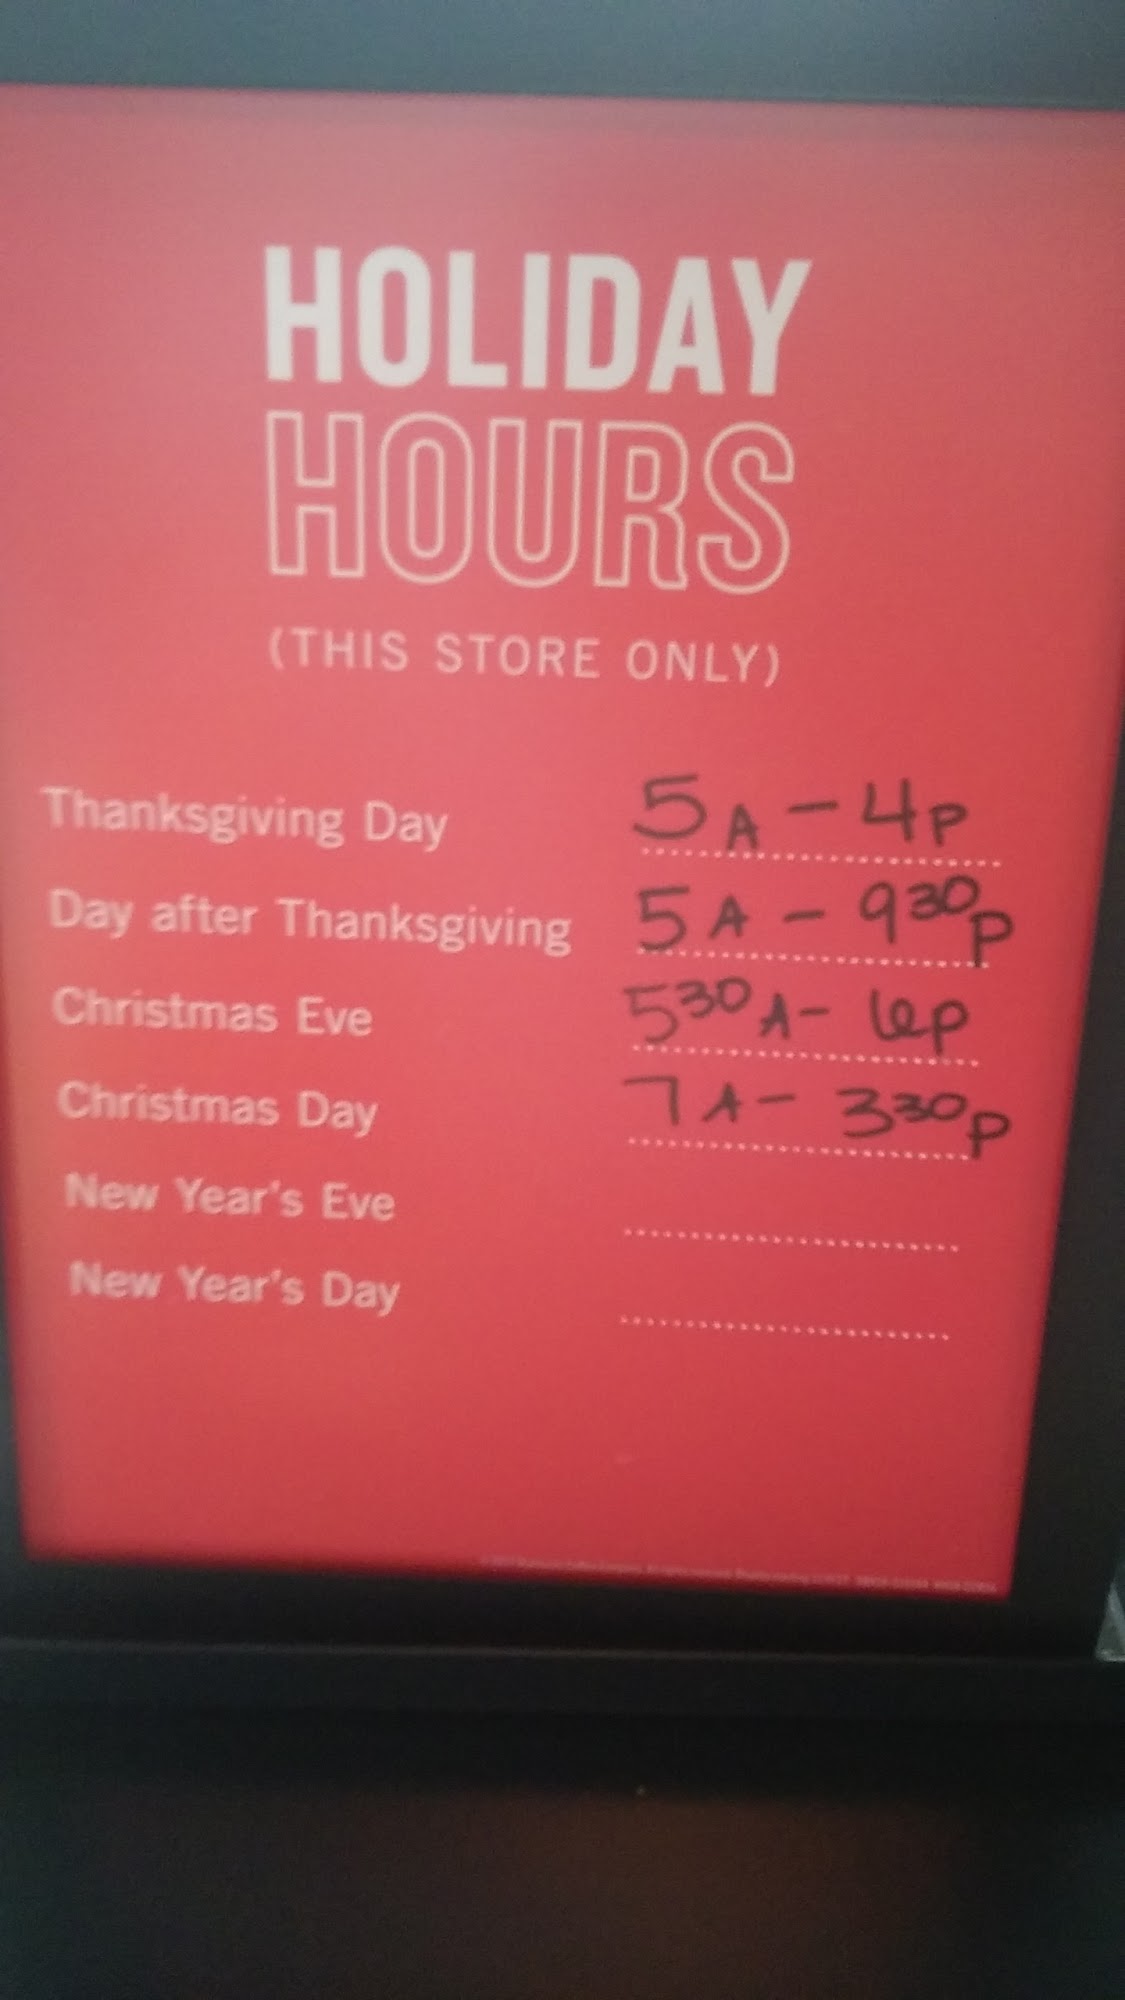 HOLIDAY
HOURS
(THIS STORE ONLY)
Thanksgiving Day 5A - 4P
Day after Thanksgiving 5A - 930P
Christmas Eve 530A - 6P
Christmas Day 7A - 330P
New Year's Eve
New Year's Day